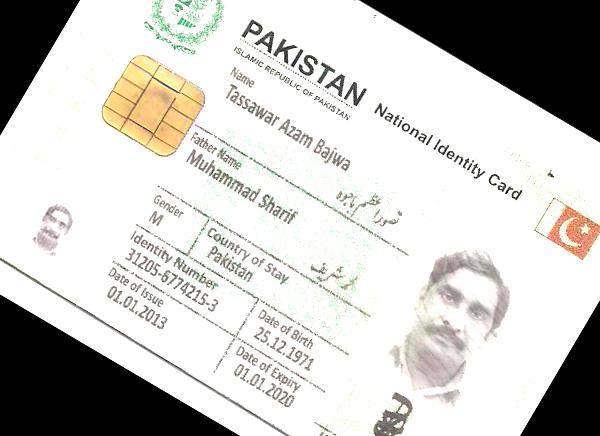 PAKISTAN National Identity Card
ISLAMIC REPUBLIC OF PAKISTAN
Name
Tassawar Azam Bajwa
تصور اعظم باجوہ
Father Name
Muhammad Sharif
محمد شریف
Gender
M
Country of Stay
Pakistan
Identity Number
31205-6774215-3
Date of Birth
25.12.1971
Date of Issue
01.01.2013
Date of Expiry
01.01.2020